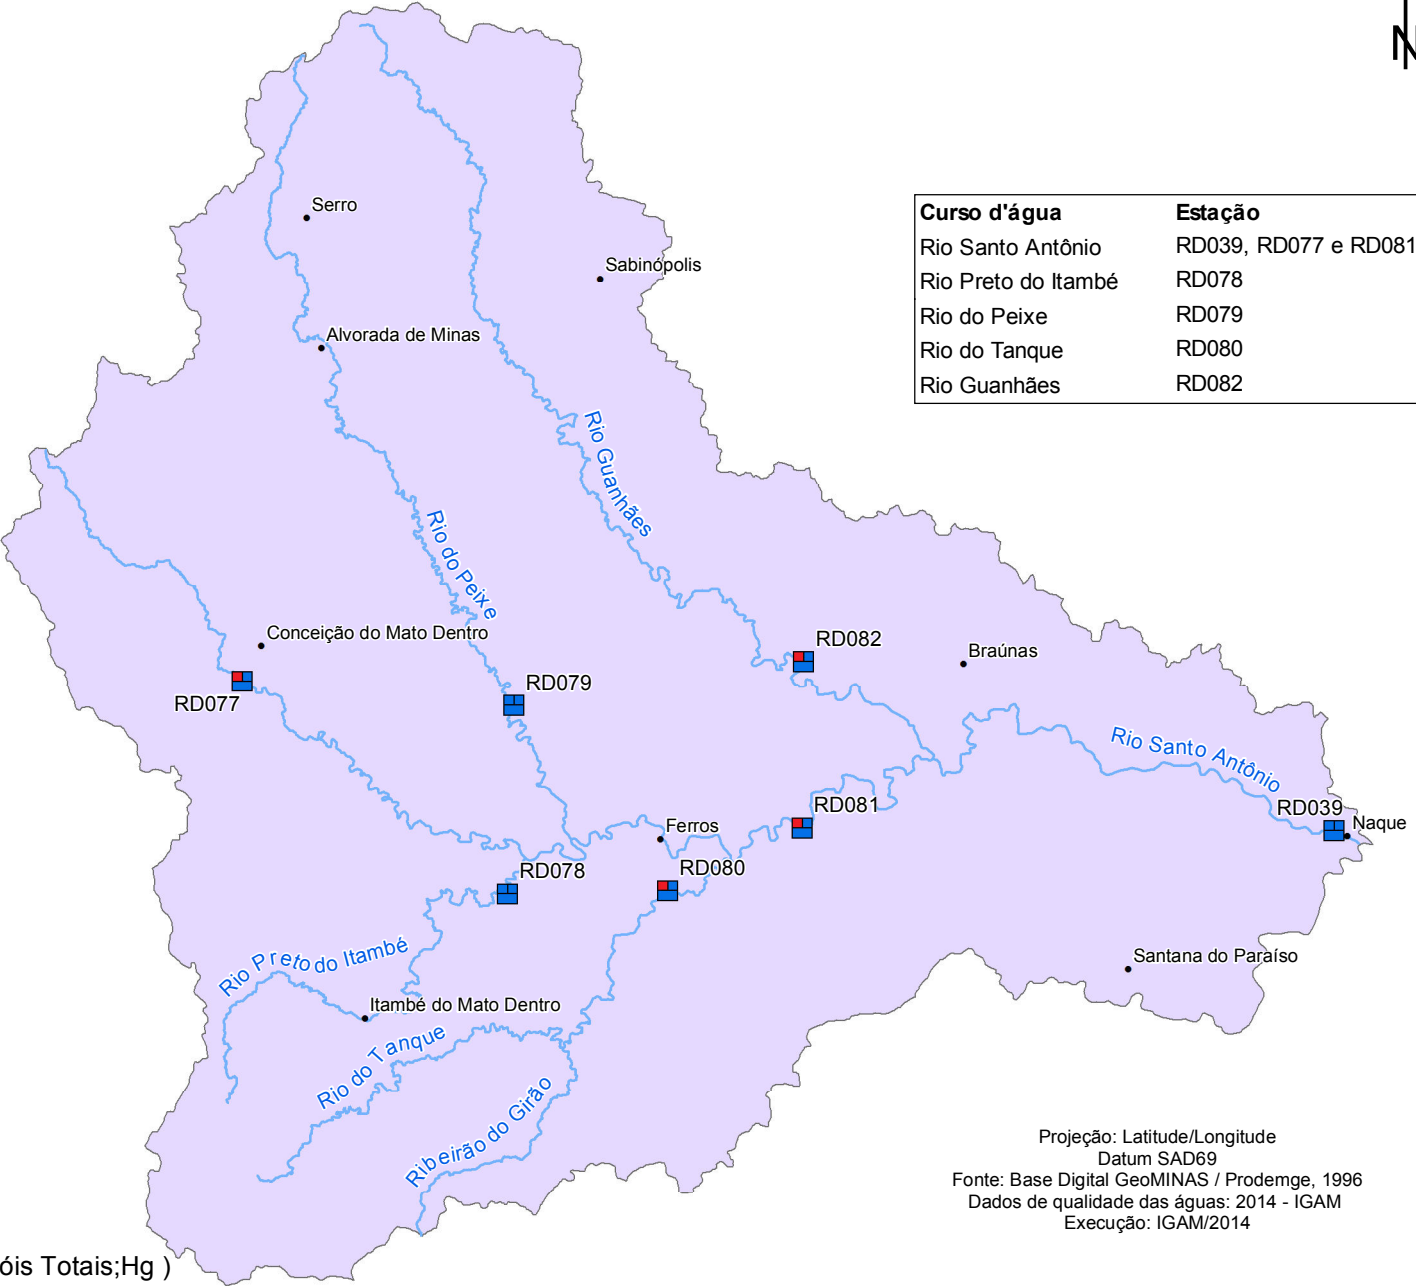 N
Curso d'água Estação
Rio Santo Antônio RD039, RD077 e RD081
Rio Preto do Itambé RD078
Rio do Peixe RD079
Rio do Tanque RD080
Rio Guanhães RD082
Serro
Sabinópolis
Alvorada de Minas
Rio Guanhães
Rio do Peixe
Conceição do Mato Dentro
RD082
Braúnas
RD079
RD077
Rio Santo Antônio
RD081
RD039
Naque
Ferros
RD078
RD080
Rio Preto do Itambé
Santana do Paraíso
Itambé do Mato Dentro
Rio do Tanque
Ribeirão do Girão
Projeção: Latitude/Longitude
Datum SAD69
Fonte: Base Digital GeoMINAS / Prodemge, 1996
Dados de qualidade das águas: 2014 - IGAM
Execução: IGAM/2014
óis Totais;Hg )